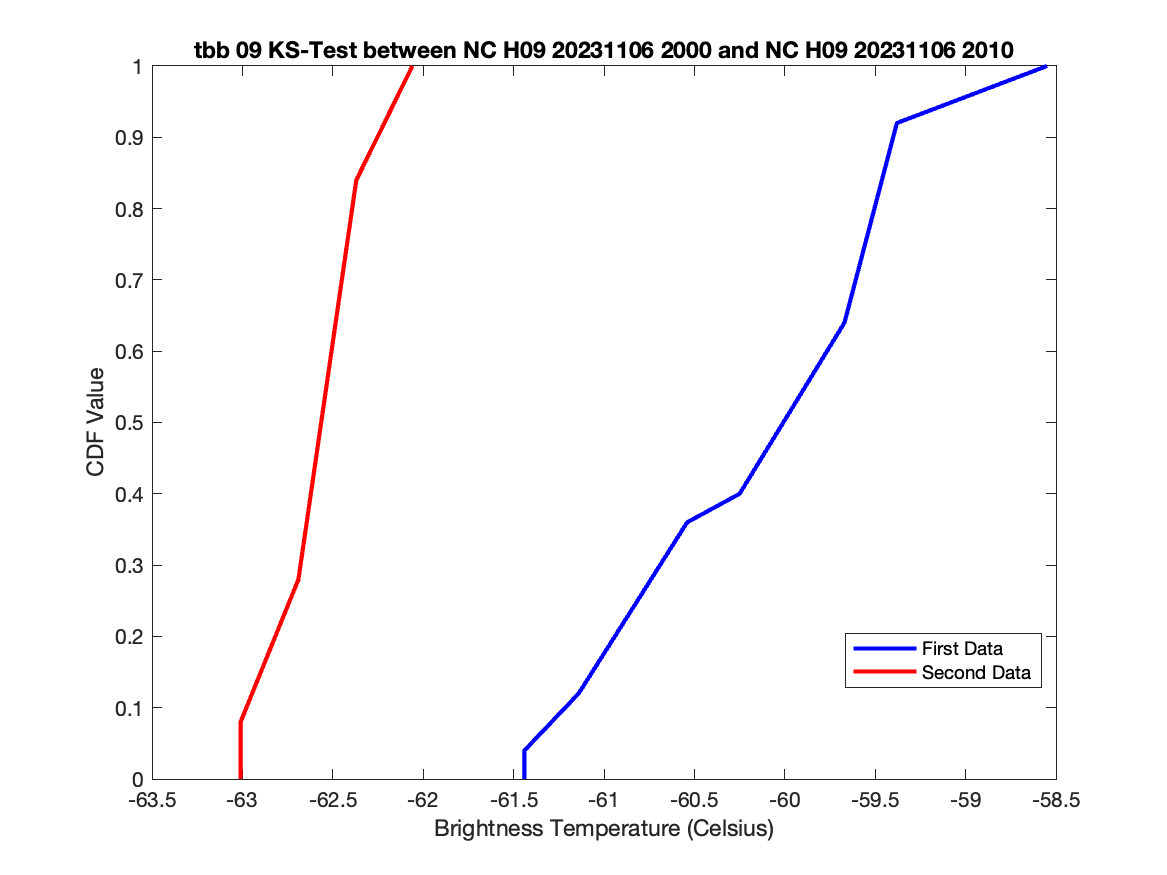 tbb 09 KS-Test between NC H09 20231106 2000 and NC H09 20231106 2010
1
0.9
0.8
0.7
0.6
0.5
0.4
0.3
0.2
0.1
0
CDF Value
First Data
Second Data
-63.5 -63 -62.5 -62 -61.5 -61 -60.5 -60 -59.5 -59 -58.5
Brightness Temperature (Celsius)